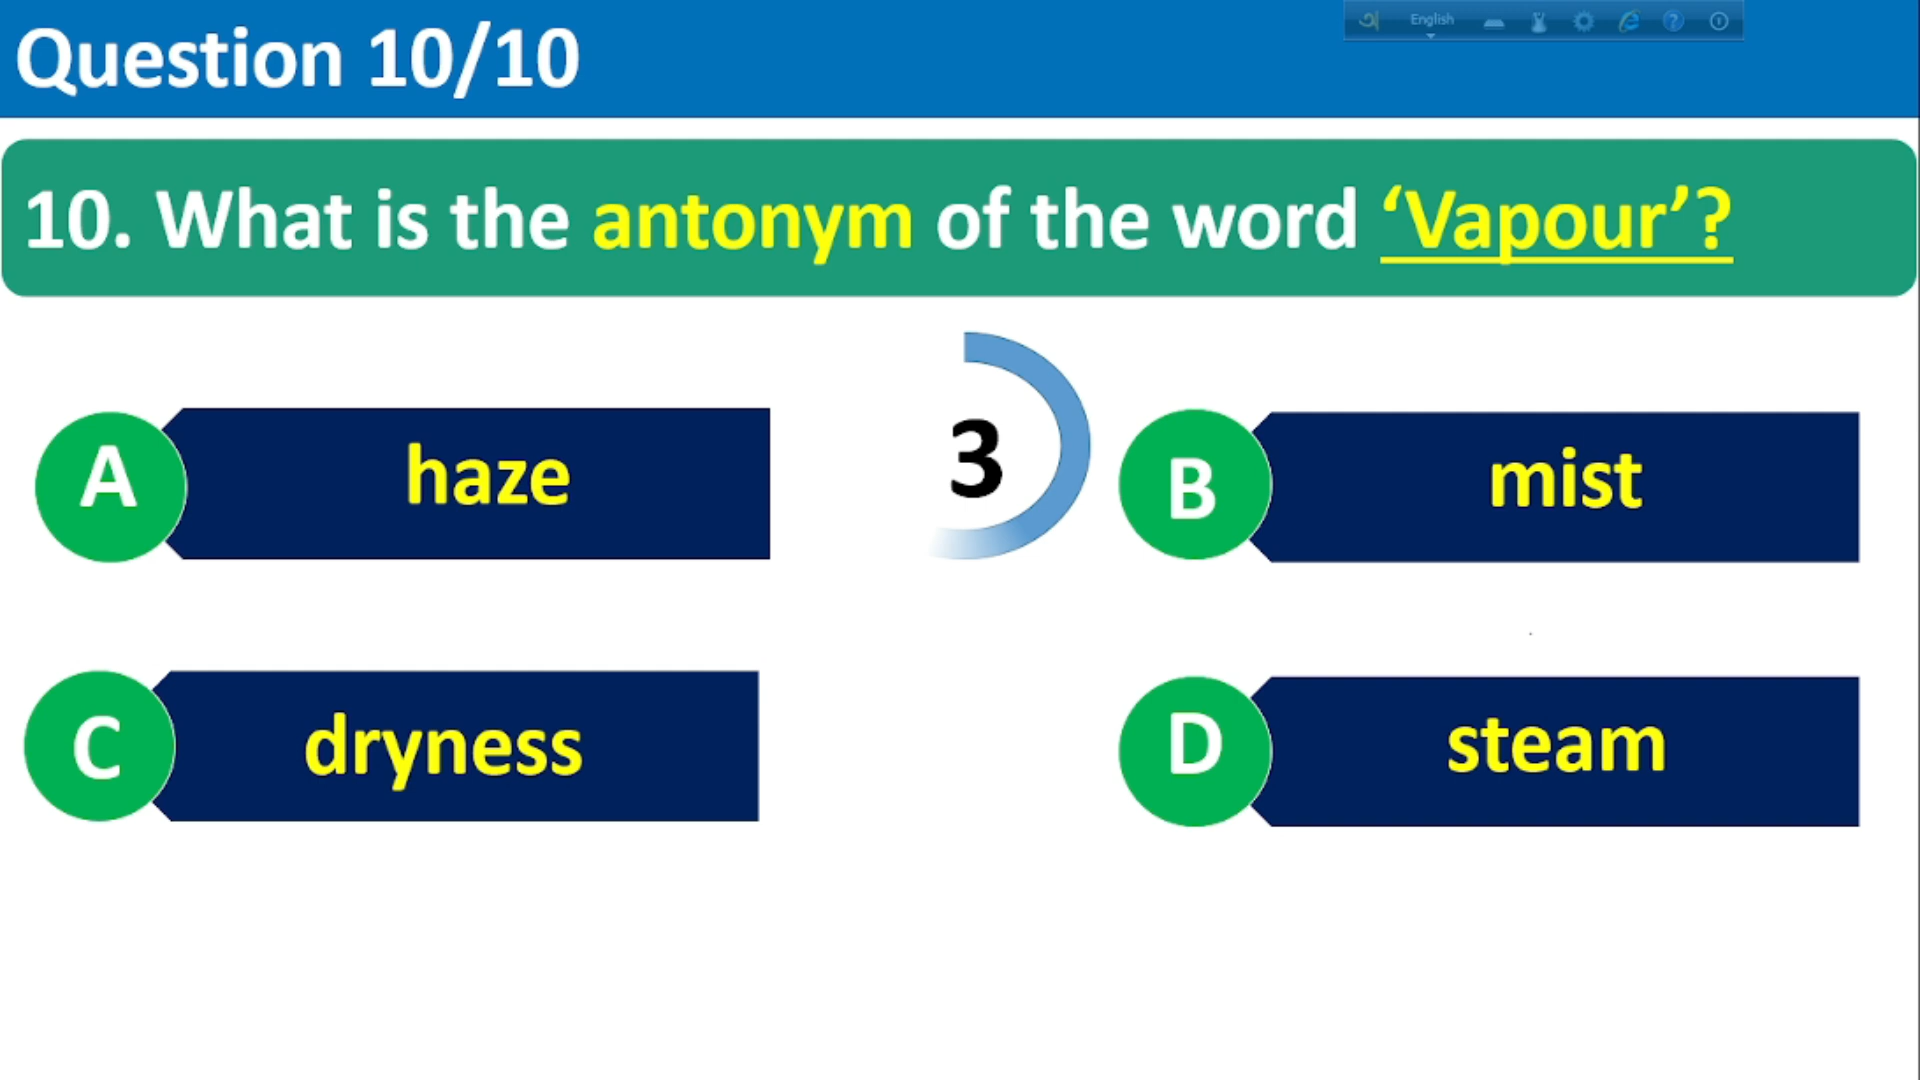 Question 10/10
English
10. What is the antonym of the word ‘Vapour’?
A haze
3
B mist
C dryness
D steam